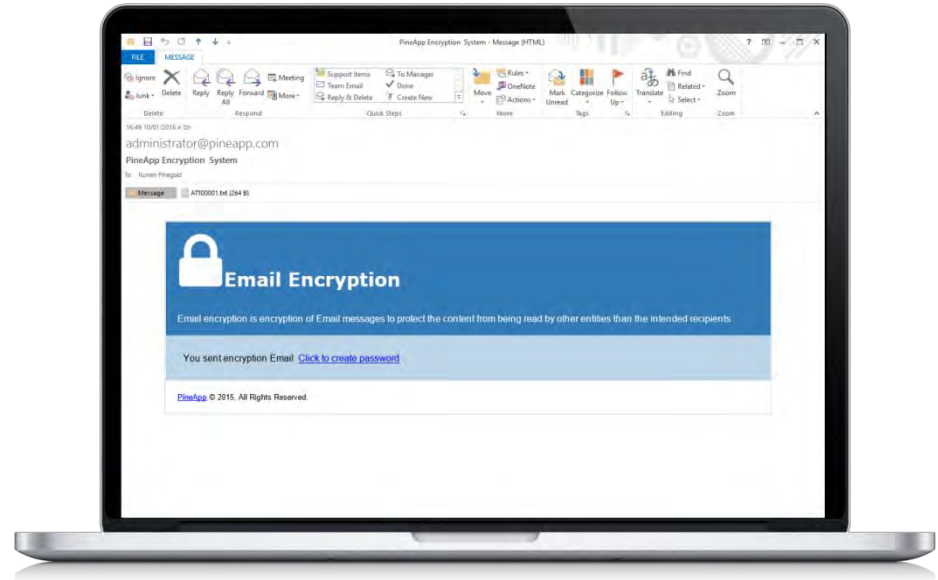 PineApp Encryption System - Message (HTML)
FILE MESSAGE
Ignore
Junk
Delete
Reply Reply All Forward
Meeting
More
Support Items
Team Email
Reply & Delete
To Manager
Done
Create New
Move
Rules
OneNote
Actions
Mark Unread
Categorize
Follow Up
Translate
Find
Related
Select
Zoom
Delete Respond Quick Steps Move Tags Editing Zoom
administrator@pineapp.com
PineApp Encryption System
To Ronen Pinegold
Message ATT00001.txt (264 B)
Email Encryption
Email encryption is encryption of Email messages to protect the content from being read by other entities than the intended recipients
You sent encryption Email Click to create password
PineApp © 2015, All Rights Reserved.